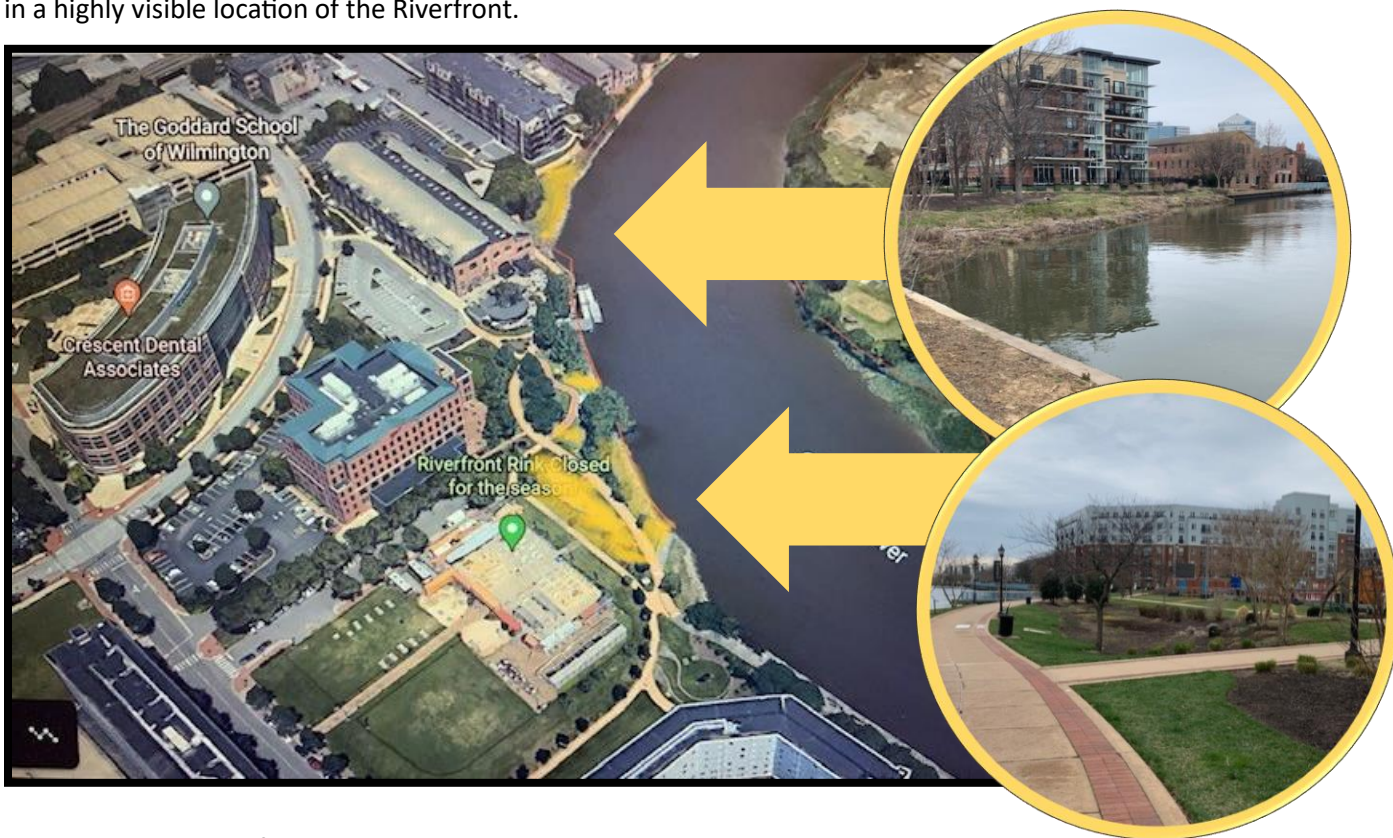 in a highly visible location of the Riverfront.
The Goddard School
of Wilmington
Crescent Dental
Associates
Riverfront Rink Closed
for the season